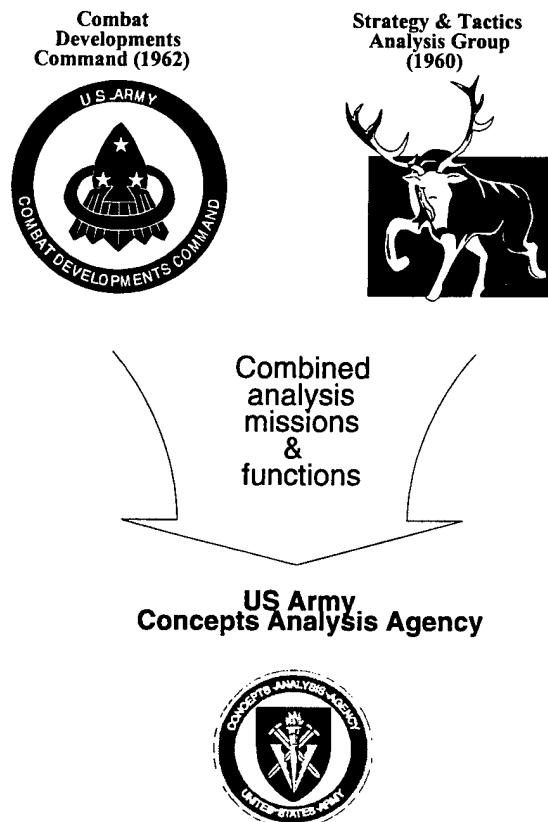 Combat
Developments
Command (1962)
Strategy & Tactics
Analysis Group
(1960)
U.S. ARMY
COMBAT DEVELOPMENTS COMMAND
Combined
analysis
missions
&
functions
US Army
Concepts Analysis Agency
CONCEPTS-ANALYSIS-AGENCY
UNITED STATES ARMY